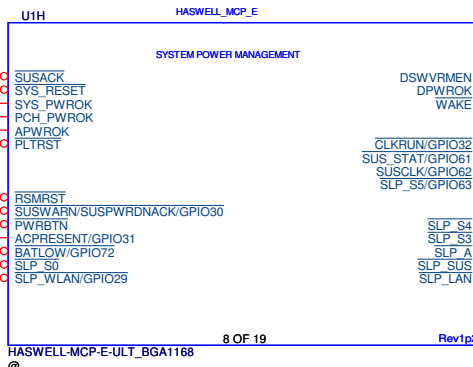 U1H
HASWELL_MCP_E
SYSTEM POWER MANAGEMENT
SUSACK
SYS_RESET
SYS_PWROK
PCH_PWROK
APWROK
PLTRST
RSMRST
SUSWARN/SUSPWRDNACK/GPIO30
PWRBTN
ACPRESENT/GPIO31
BATLOW/GPIO72
SLP_S0
SLP_WLAN/GPIO29
DSWVRMEN
DPWROK
WAKE
CLKRUN/GPIO32
SUS_STAT/GPIO61
SUSCLK/GPIO62
SLP_S5/GPIO63
SLP_S4
SLP_S3
SLP_A
SLP_SUS
SLP_LAN
8 OF 19
HASWELL-MCP-E-ULT_BGA1168
@